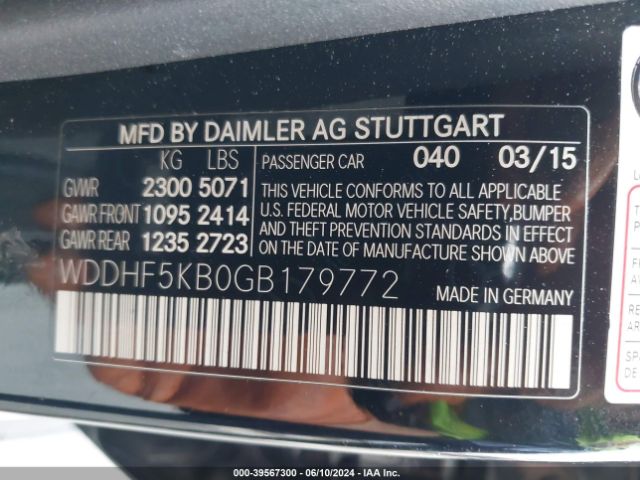 MFD BY DAIMLER AG STUTTGART
KG LBS PASSENGER CAR 040 03/15
GVWR 2300 5071
GAWR FRONT 1095 2414
GAWR REAR 1235 2723
THIS VEHICLE CONFORMS TO ALL APPLICABLE
U.S. FEDERAL MOTOR VEHICLE SAFETY,BUMPER
AND THEFT PREVENTION STANDARDS IN EFFECT
ON THE DATE OF MANUFACTURE SHOWN ABOVE
WDDHF5KB0GB179772 MADE IN GERMANY
000-39567300 - 06/10/2024 - IAA Inc.